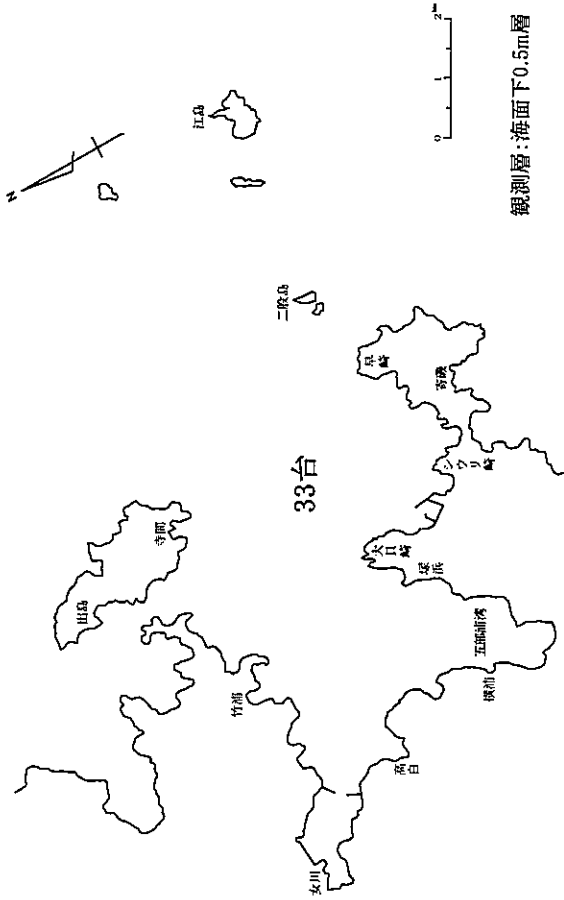 N
江島
二股島
早崎
寄磯
シウリ崎
33台
寺間
出島
大貝崎
塚浜
五部浦湾
横浦
高白
竹浦
女川
0
1
2
km
観測層:海面下0.5m層